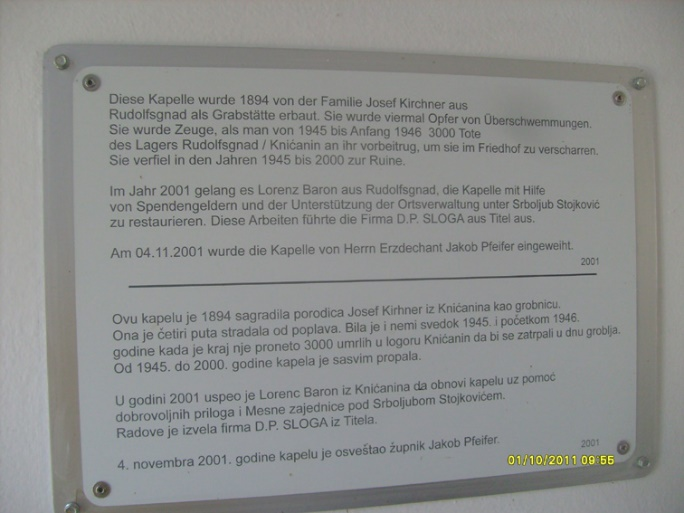 Diese Kapelle wurde 1894 von der Familie Josef Kirchner aus
Rudolfsgnad als Grabstätte erbaut. Sie wurde viermal Opfer von Überschwemmungen.
Sie wurde Zeuge, als man von 1945 bis Anfang 1946 3000 Tote
des Lagers Rudolfsgnad / Knićanin an ihr vorbeitrug, um sie im Friedhof zu verscharren.
Sie verfiel in den Jahren 1945 bis 2000 zur Ruine.
Im Jahr 2001 gelang es Lorenz Baron aus Rudolfsgnad, die Kapelle mit Hilfe
von Spendengeldern und der Unterstützung der Ortsverwaltung unter Srboljub Stojković
zu restaurieren. Diese Arbeiten führte die Firma D.P. SLOGA aus Titel aus.
Am 04.11.2001 wurde die Kapelle von Herrn Erzdechant Jakob Pfeifer eingeweiht.
2001
Ovu kapelu je 1894 sagradila porodica Josef Kirhner iz Knićanina kao grobnicu.
Ona je četiri puta stradala od poplava. Bila je i nemi svedok 1945. i početkom 1946.
godine kada je kraj nje proneto 3000 umrlih u logoru Knićanin da bi se zatrpali u dnu groblja.
Od 1945. do 2000. godine kapela je sasvim propala.
U godini 2001 uspeo je Lorenc Baron iz Knićanina da obnovi kapelu uz pomoć
dobrovoljnih priloga i Mesne zajednice pod Srboljubom Stojkovićem.
Radove je izvela firma D.P. SLOGA iz Titela.
4. novembra 2001. godine kapelu je osveštao župnik Jakob Pfeifer.
2001
01/10/2011 09:55